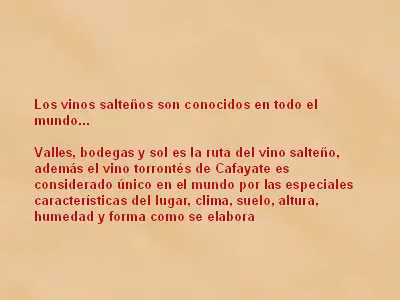 Los vinos salteños son conocidos en todo el
mundo...
Valles, bodegas y sol es la ruta del vino salteño,
además el vino torrontés de Cafayate es
considerado único en el mundo por las especiales
características del lugar, clima, suelo, altura,
humedad y forma como se elabora